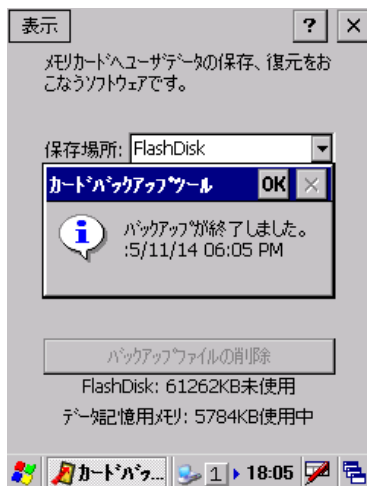 表示 ? ×
ﾒﾓﾘｶｰﾄﾞへﾕｰｻﾞﾃﾞｰﾀの保存、復元をお
こなうｿﾌﾄｳｪｱです。
保存場所: FlashDisk
ｶｰﾄﾞﾊﾞｯｸｱｯﾌﾟﾂｰﾙ OK ×
ﾊﾞｯｸｱｯﾌﾟが終了しました。
:5/11/14 06:05 PM
ﾊﾞｯｸｱｯﾌﾟﾌｧｲﾙの削除
FlashDisk: 61262KB未使用
ﾃﾞｰﾀ記憶用ﾒﾓﾘ: 5784KB使用中
ｶｰﾄﾞﾊﾞｯ... 1 18:05